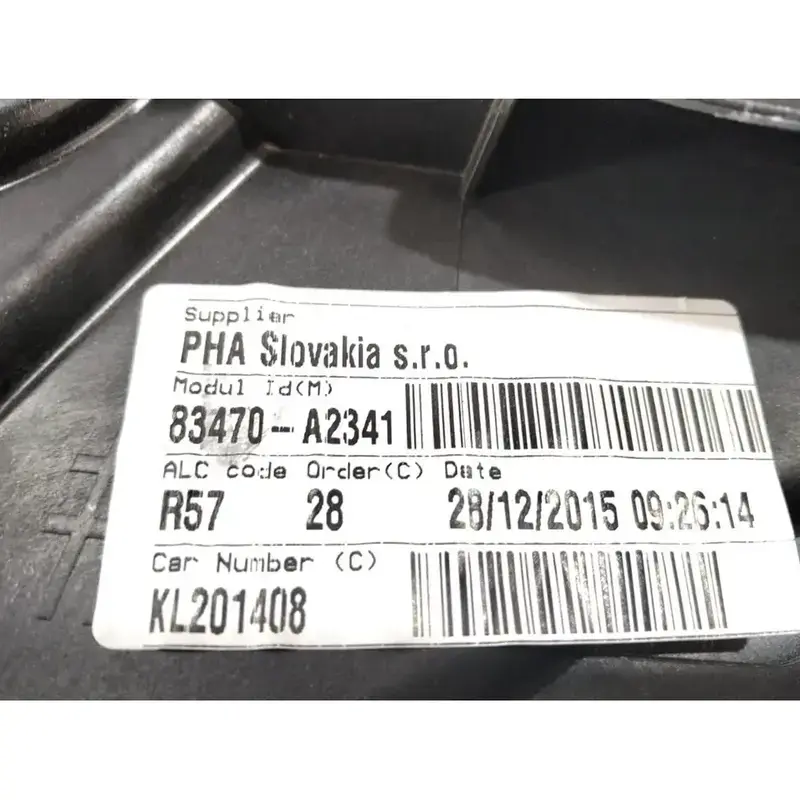 Supplier
PHA Slovakia s.r.o.
Modul Id(M)
83470-A2341
ALC code Order(C) Date
R57 28 28/12/2015 09:26:14
Car Number (C)
KL201408